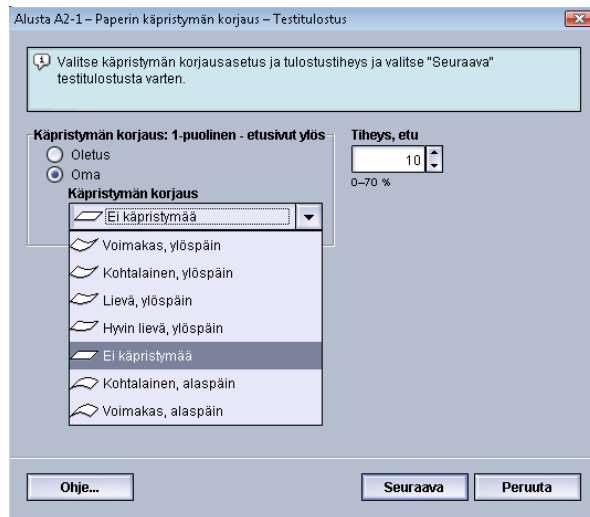 Alusta A2-1 – Paperin käpristymän korjaus – Testitulostus
Valitse käpristymän korjausasetus ja tulostustiheys ja valitse "Seuraava"
testitulostusta varten.
Käpristymän korjaus: 1-puolinen - etusivut ylös
Tiheys, etu
Oletus
10
Oma
0–70 %
Käpristymän korjaus
Ei käpristymää
Voimakas, ylöspäin
Kohtalainen, ylöspäin
Lievä, ylöspäin
Hyvin lievä, ylöspäin
Ei käpristymää
Kohtalainen, alaspäin
Voimakas, alaspäin
Ohje...
Seuraava
Peruuta